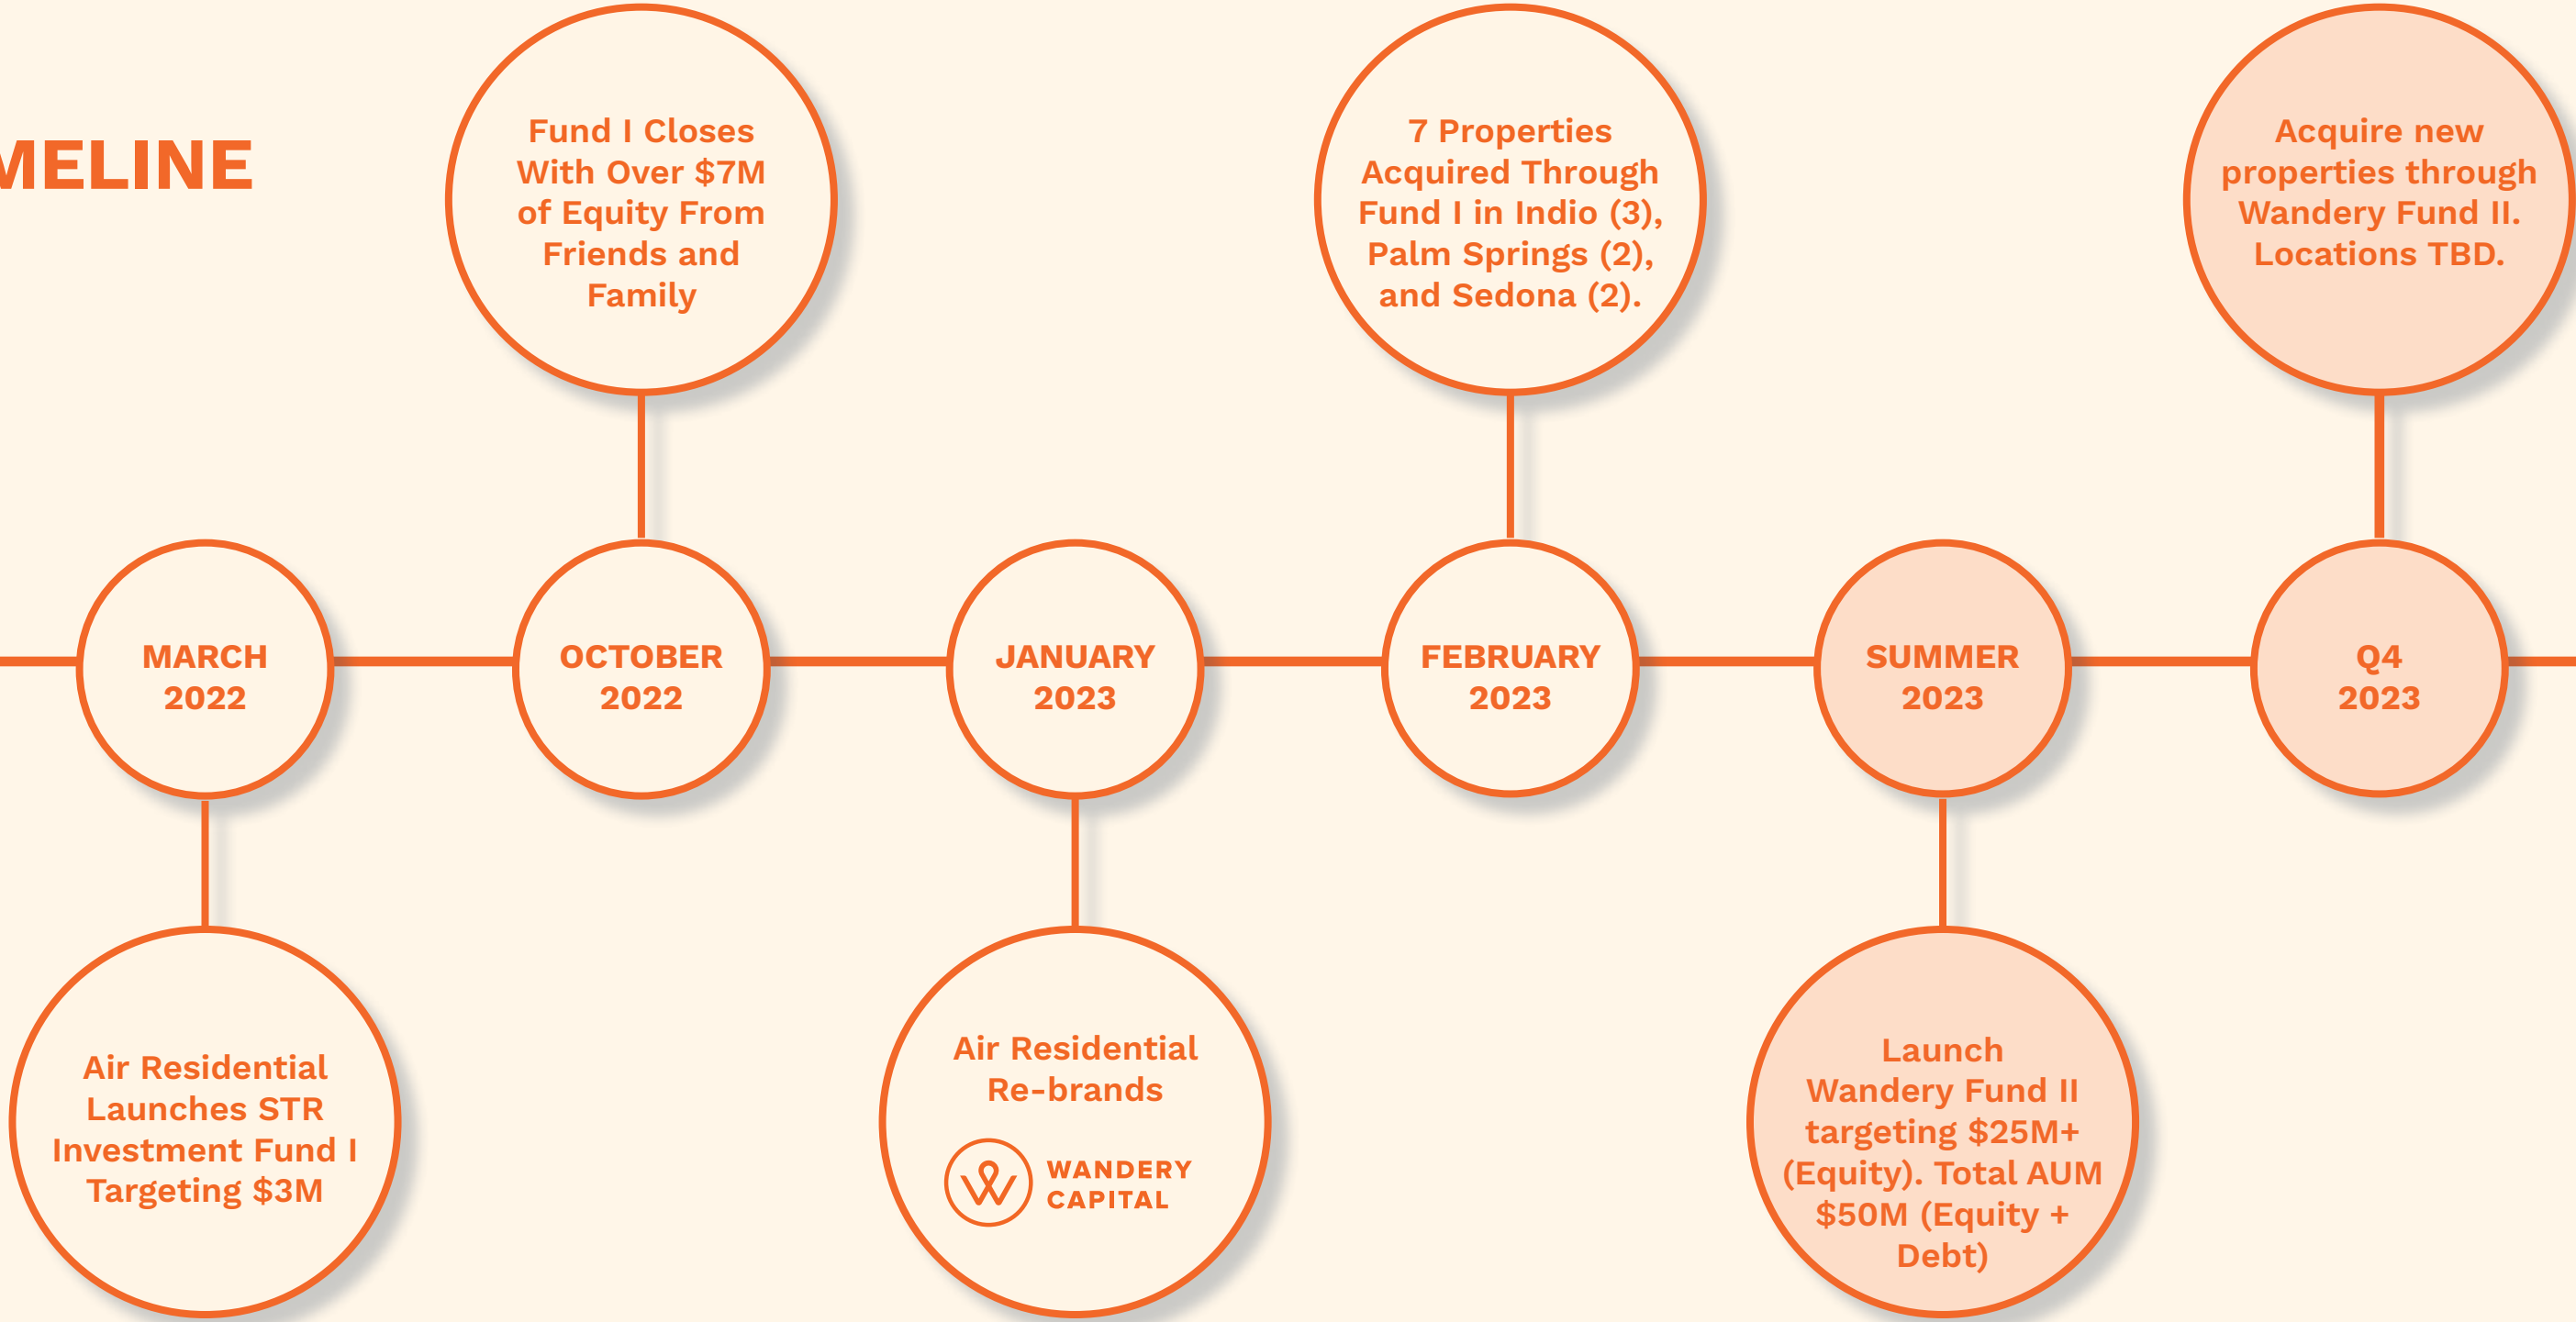 MELINE
Fund I Closes
With Over $7M
of Equity From
Friends and
Family
7 Properties
Acquired Through
Fund I in Indio (3),
Palm Springs (2),
and Sedona (2).
Acquire new
properties through
Wandery Fund II.
Locations TBD.
MARCH
2022
OCTOBER
2022
JANUARY
2023
FEBRUARY
2023
SUMMER
2023
Q4
2023
Air Residential
Launches STR
Investment Fund I
Targeting $3M
Air Residential
Re-brands
WANDERY
CAPITAL
Launch
Wandery Fund II
targeting $25M+
(Equity). Total AUM
$50M (Equity +
Debt)